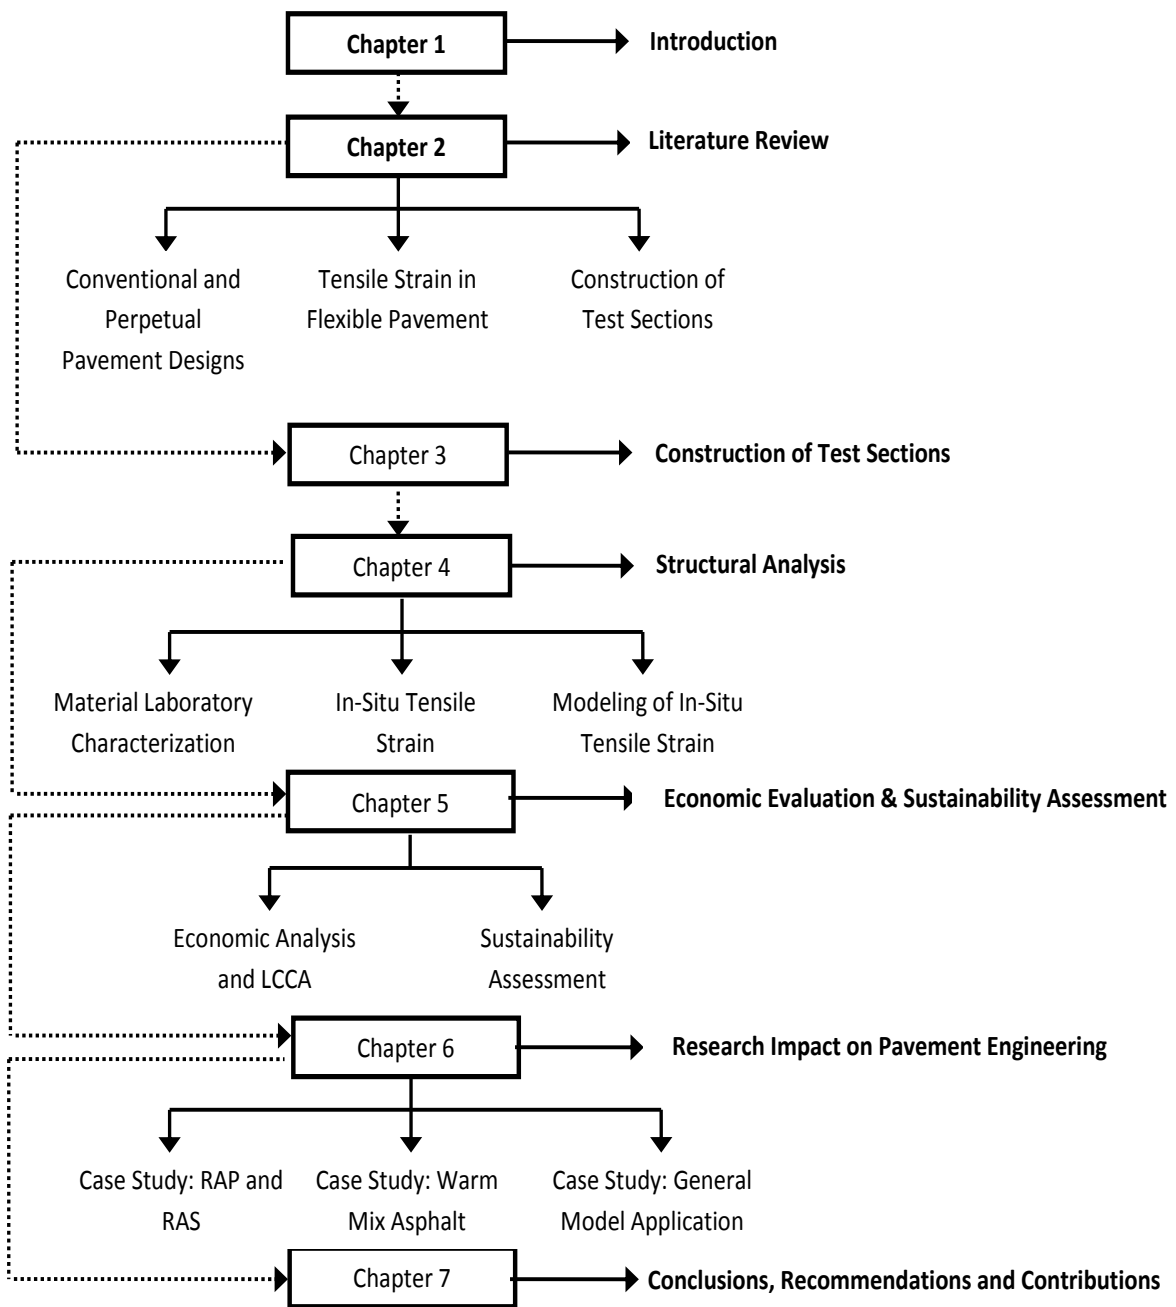 Chapter 1
Introduction
Chapter 2
Literature Review
Conventional and
Perpetual
Pavement Designs
Tensile Strain in
Flexible Pavement
Construction of
Test Sections
Chapter 3
Construction of Test Sections
Chapter 4
Structural Analysis
Material Laboratory
Characterization
In-Situ Tensile
Strain
Modeling of In-Situ
Tensile Strain
Chapter 5
Economic Evaluation & Sustainability Assessment
Economic Analysis
and LCCA
Sustainability
Assessment
Chapter 6
Research Impact on Pavement Engineering
Case Study: RAP and
RAS
Case Study: Warm
Mix Asphalt
Case Study: General
Model Application
Chapter 7
Conclusions, Recommendations and Contributions